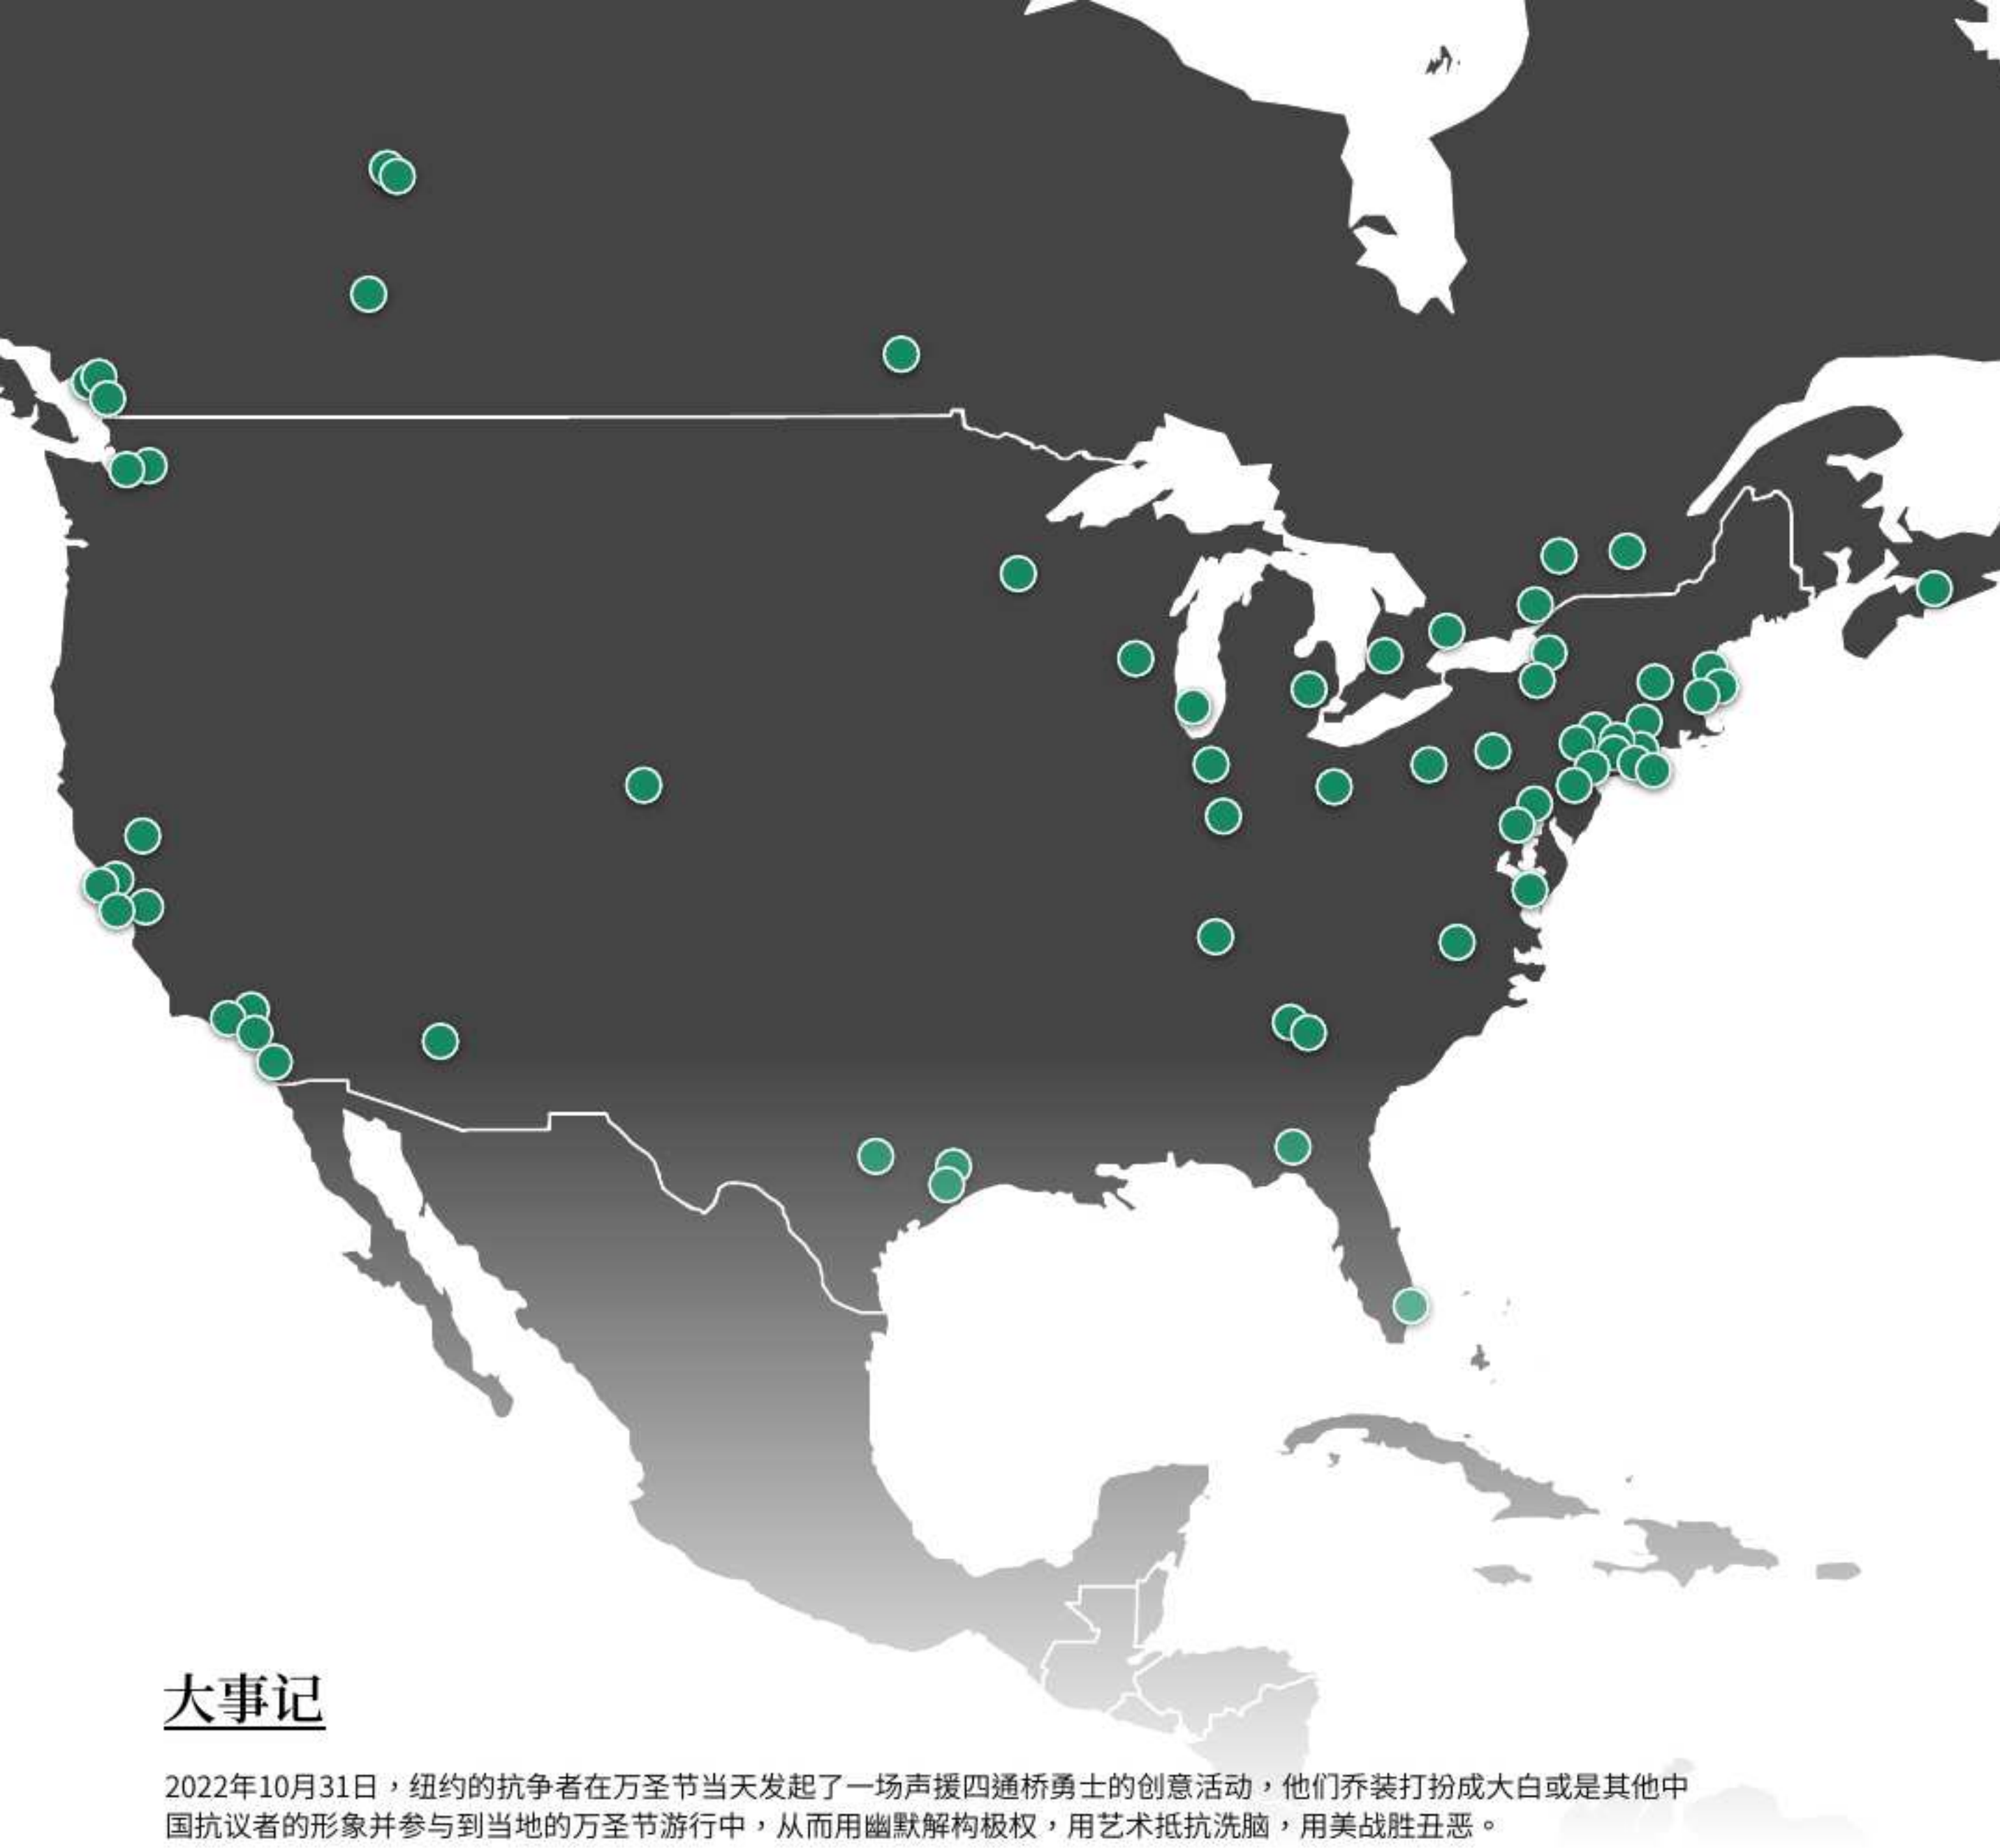 大事记
2022年10月31日，纽约的抗争者在万圣节当天发起了一场声援四通桥勇士的创意活动，他们乔装打扮成大白或是其他中
国抗议者的形象并参与到当地的万圣节游行中，从而用幽默解构极权，用艺术抵抗洗脑，用美战胜丑恶。